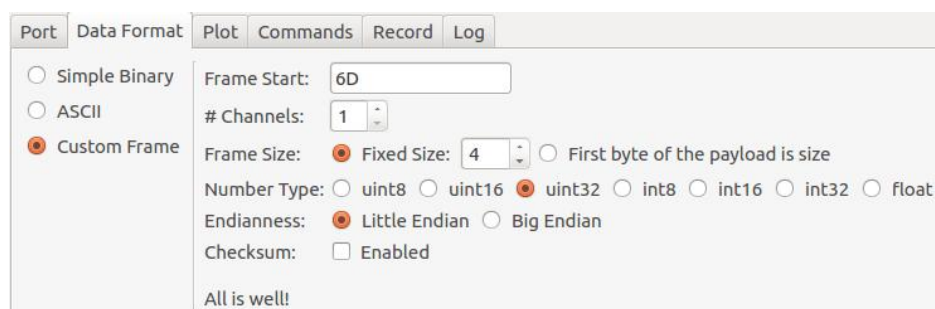 Port Data Format Plot Commands Record Log
Simple Binary
ASCII
Custom Frame
Frame Start: 6D
# Channels: 1
Frame Size: Fixed Size: 4 First byte of the payload is size
Number Type: uint8 uint16 uint32 int8 int16 int32 float
Endianness: Little Endian Big Endian
Checksum: Enabled
All is well!